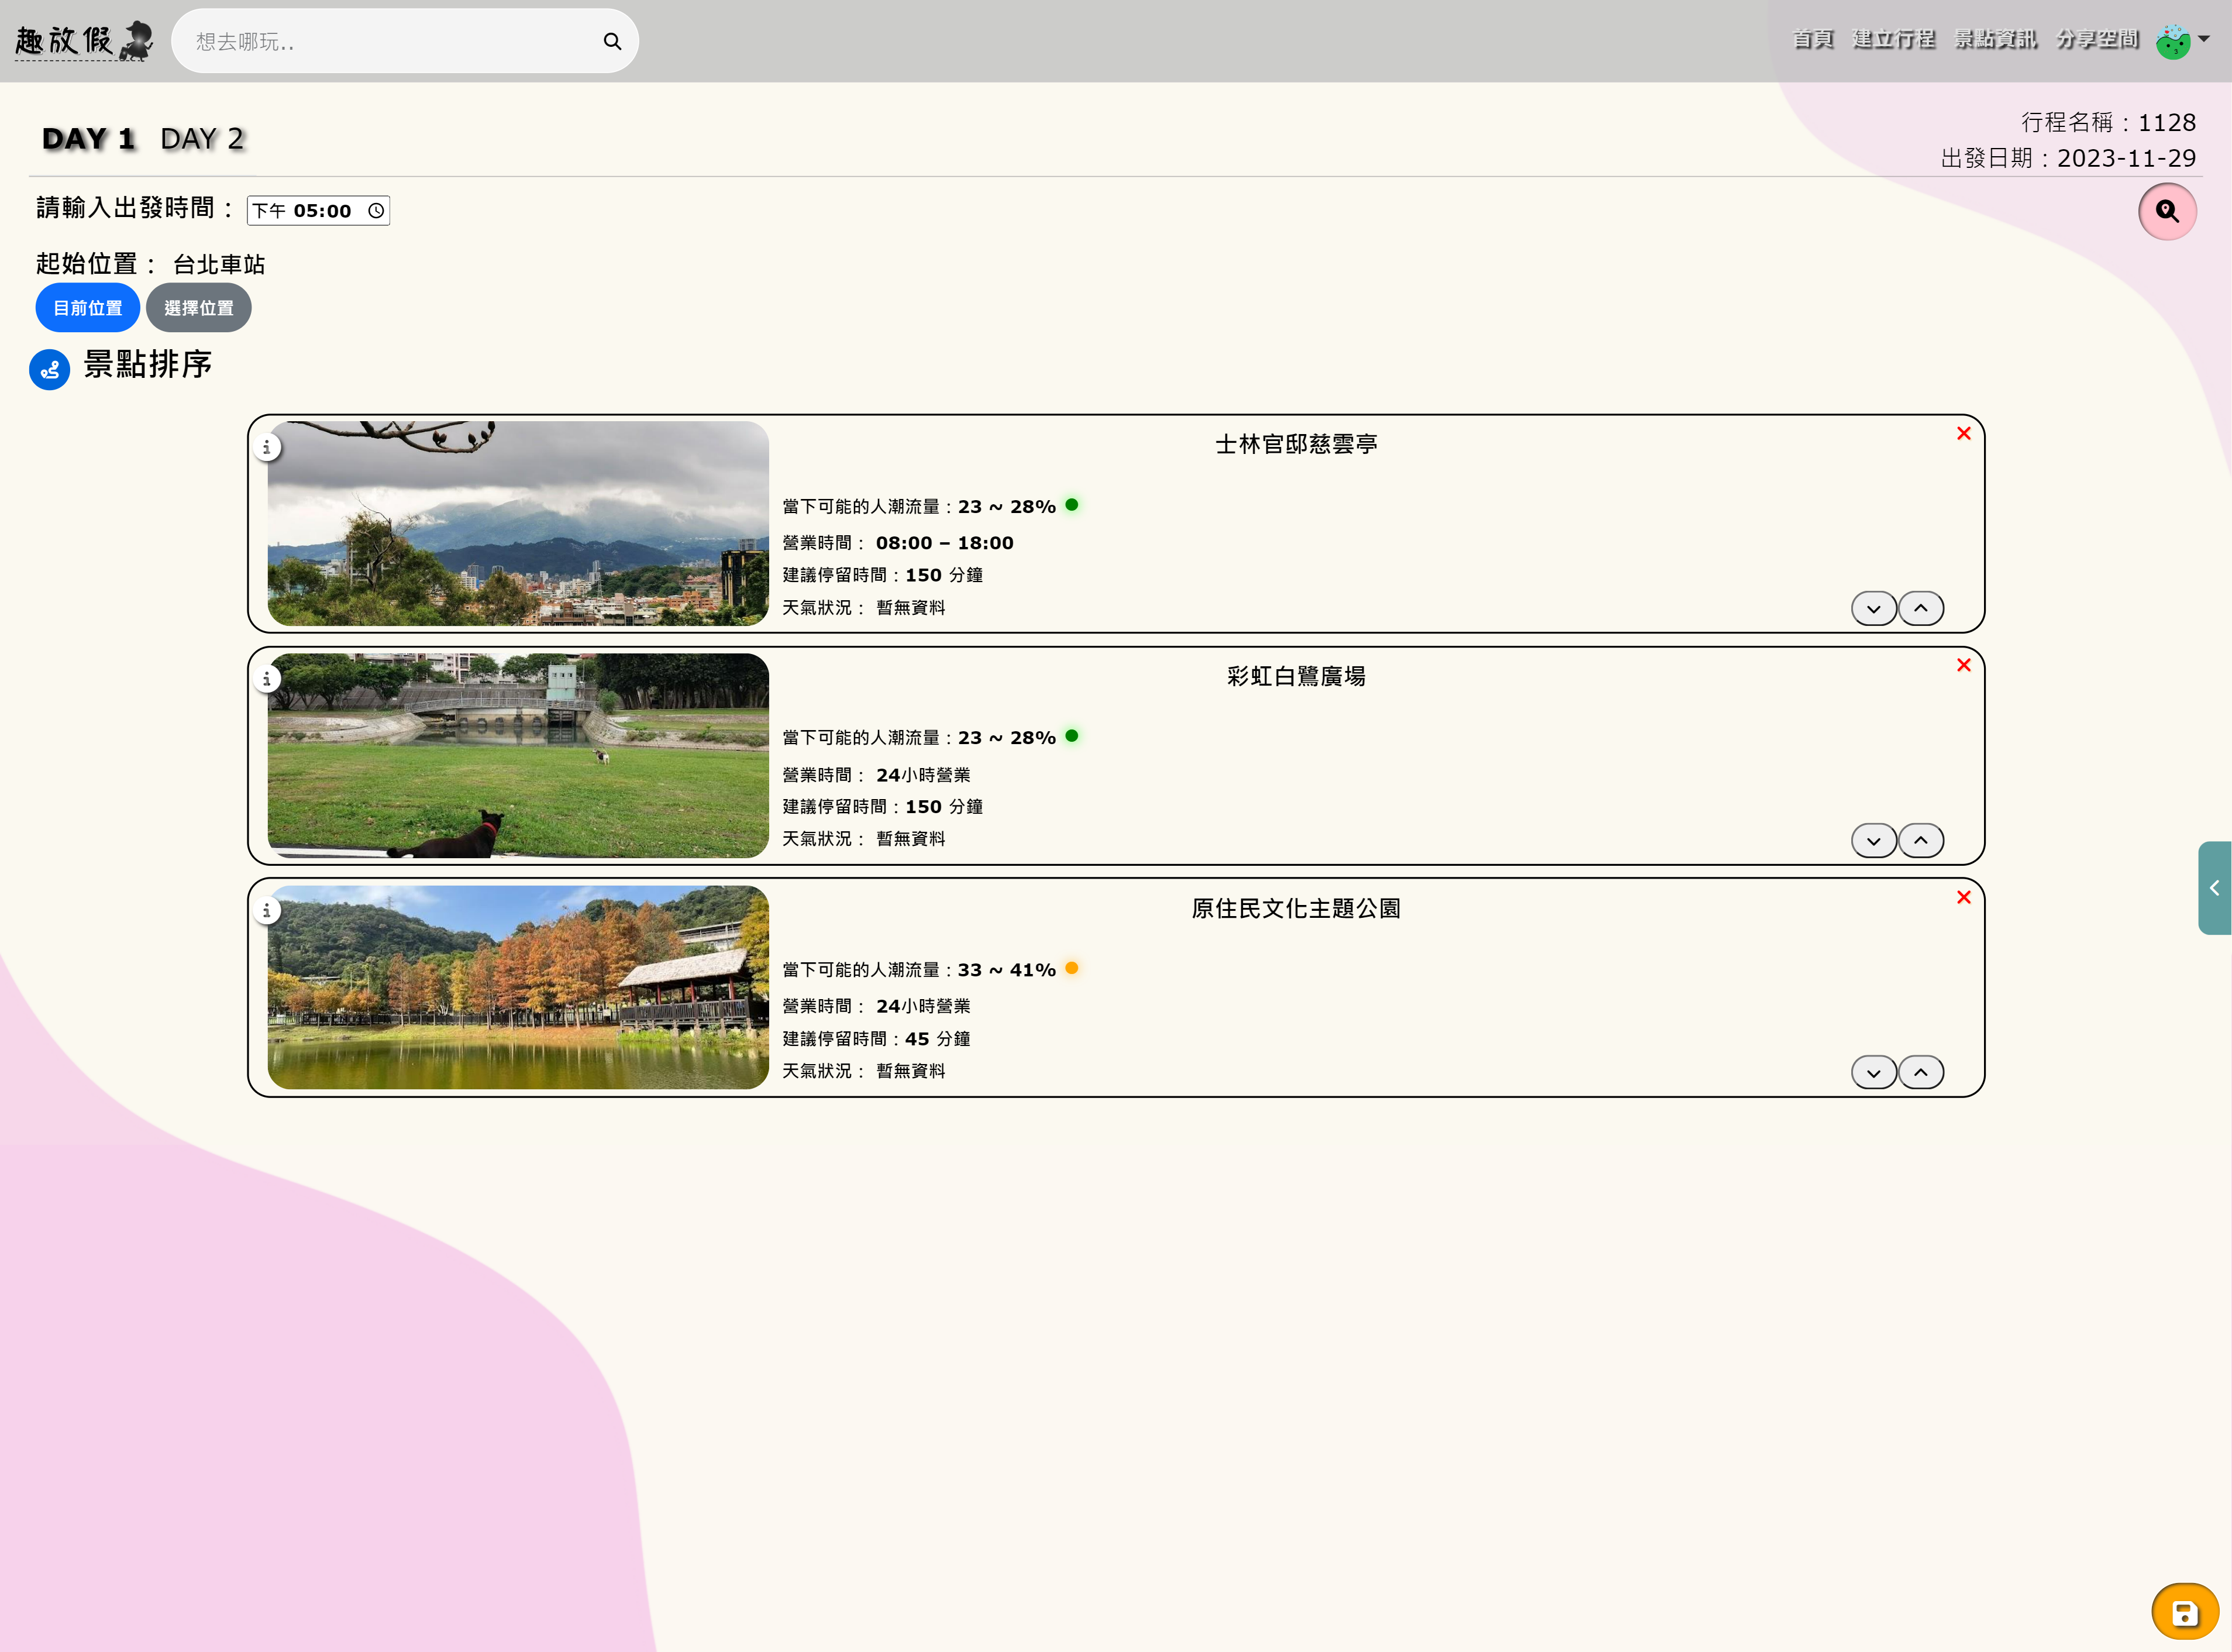 趣放假
想去哪玩..
首頁 建立行程 景點資訊 分享空間
DAY 1 DAY 2
行程名稱：1128
出發日期：2023-11-29
請輸入出發時間： 下午 05:00
起始位置： 台北車站
目前位置 選擇位置
景點排序
士林官邸慈雲亭
當下可能的人潮流量：23 ~ 28%
營業時間： 08:00 – 18:00
建議停留時間：150 分鐘
天氣狀況： 暫無資料
彩虹白鷺廣場
當下可能的人潮流量：23 ~ 28%
營業時間： 24小時營業
建議停留時間：150 分鐘
天氣狀況： 暫無資料
原住民文化主題公園
當下可能的人潮流量：33 ~ 41%
營業時間： 24小時營業
建議停留時間：45 分鐘
天氣狀況： 暫無資料